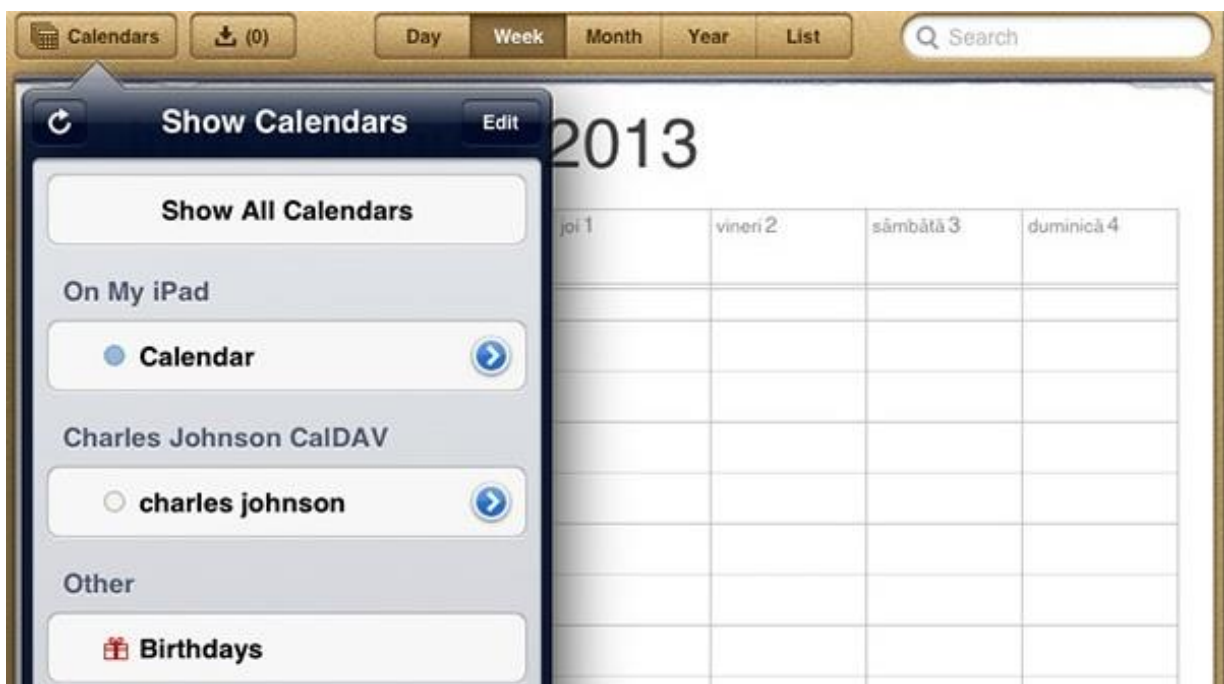 Calendars (0) Day Week Month Year List Search
Show Calendars Edit
2013
Show All Calendars
joi 1 vineri 2 sâmbătă 3 duminică 4
On My iPad
Calendar
Charles Johnson CalDAV
charles johnson
Other
Birthdays